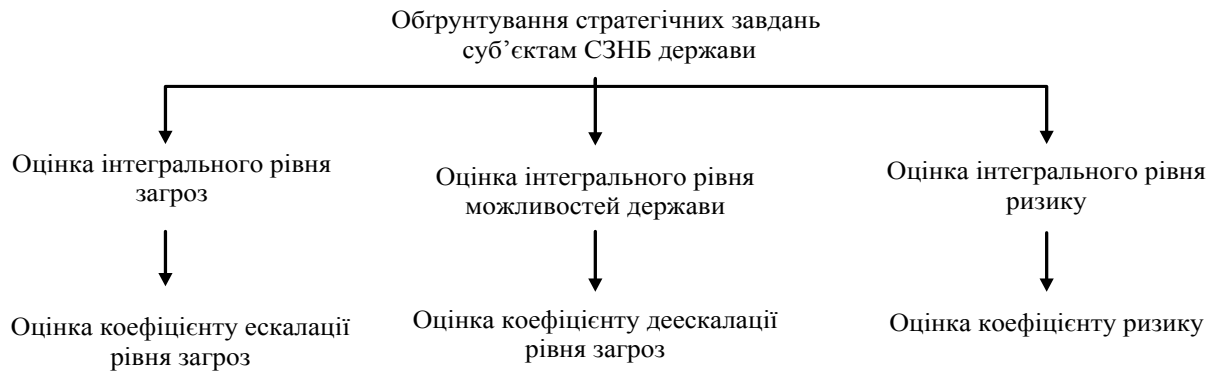 Обґрунтування стратегічних завдань
суб’єктам СЗНБ держави
Оцінка інтегрального рівня
загроз
Оцінка інтегрального рівня
можливостей держави
Оцінка інтегрального рівня
ризику
Оцінка коефіцієнту ескалації
рівня загроз
Оцінка коефіцієнту деескалації
рівня загроз
Оцінка коефіцієнту ризику